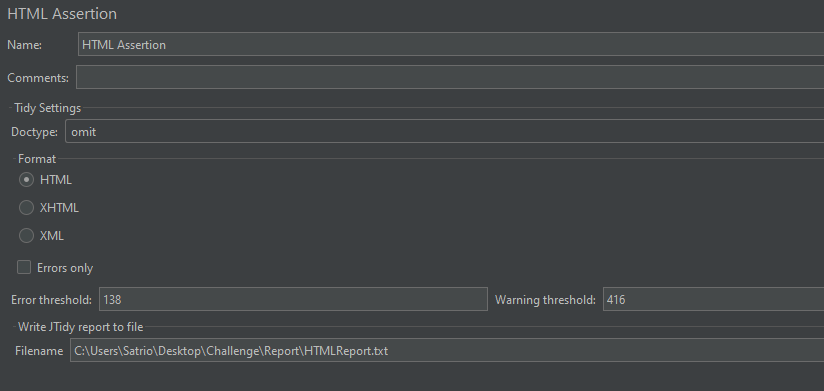 HTML Assertion
Name: HTML Assertion
Comments:
Tidy Settings
Doctype: omit
Format
HTML
XHTML
XML
Errors only
Error threshold: 138 Warning threshold: 416
Write JTidy report to file
Filename C:\Users\Satrio\Desktop\Challenge\Report\HTMLReport.txt